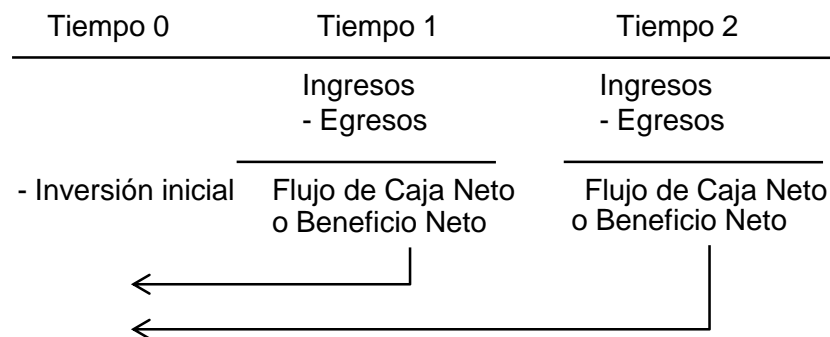 Tiempo 0 Tiempo 1 Tiempo 2
Ingresos Ingresos
- Egresos - Egresos
- Inversión inicial Flujo de Caja Neto Flujo de Caja Neto
o Beneficio Neto o Beneficio Neto